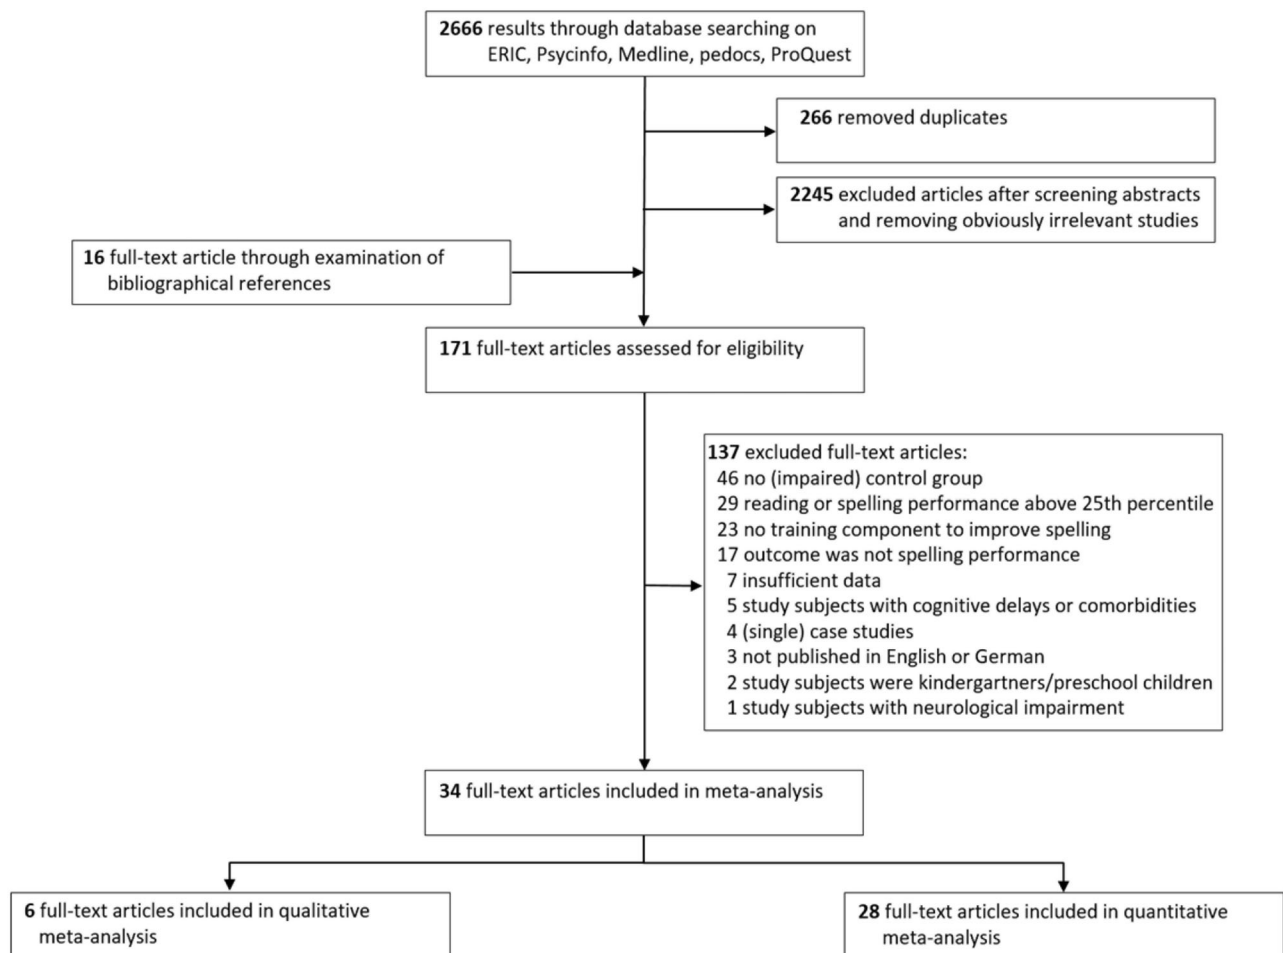 2666 results through database searching on
ERIC, Psycinfo, Medline, pedocs, ProQuest
266 removed duplicates
2245 excluded articles after screening abstracts
and removing obviously irrelevant studies
16 full-text article through examination of
bibliographical references
171 full-text articles assessed for eligibility
137 excluded full-text articles:
46 no (impaired) control group
29 reading or spelling performance above 25th percentile
23 no training component to improve spelling
17 outcome was not spelling performance
7 insufficient data
5 study subjects with cognitive delays or comorbidities
4 (single) case studies
3 not published in English or German
2 study subjects were kindergartners/preschool children
1 study subjects with neurological impairment
34 full-text articles included in meta-analysis
6 full-text articles included in qualitative
meta-analysis
28 full-text articles included in quantitative
meta-analysis